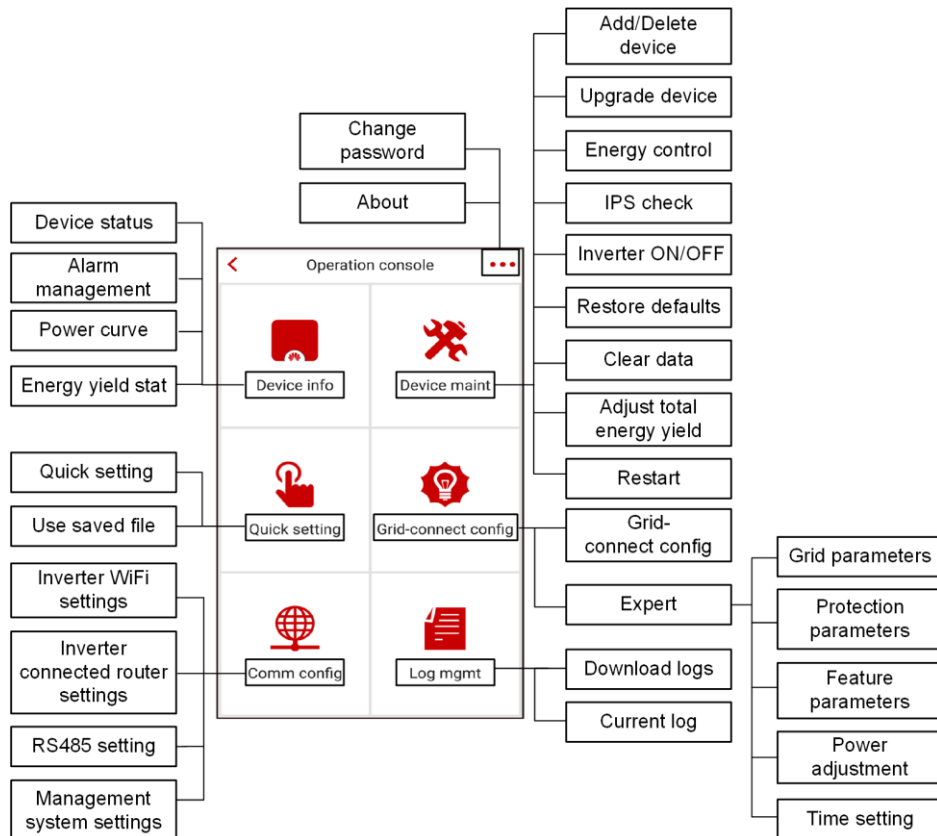 Add/Delete
device
Upgrade device
Change
password
Energy control
About
IPS check
Device status
Inverter ON/OFF
Alarm
management
Operation console
Restore defaults
Power curve
Clear data
Energy yield stat
Device info
Device maint
Adjust total
energy yield
Quick setting
Restart
Use saved file
Quick setting
Grid-connect config
Grid-
connect config
Grid parameters
Inverter WiFi
settings
Expert
Protection
parameters
Inverter
connected router
settings
Comm config
Log mgmt
Download logs
Feature
parameters
Current log
RS485 setting
Power
adjustment
Management
system settings
Time setting